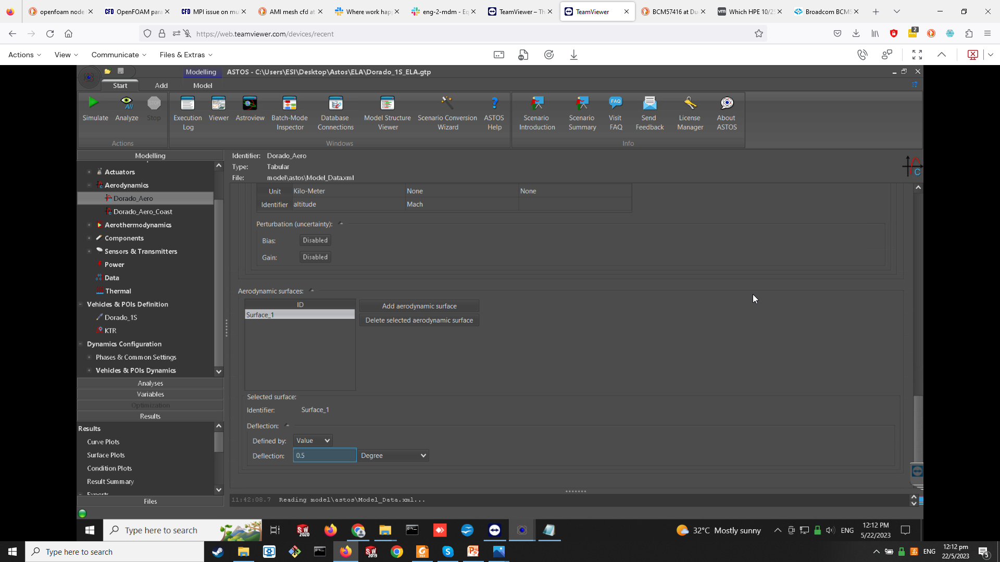 openfoam node
OpenFOAM para
MPI issue on mu
AMI mesh cfd at
Where work hap
eng-2-mdm - Eq
TeamViewer – Th
TeamViewer
BCM57416 at Du
Which HPE 10/25
Broadcom BCM5
https://web.teamviewer.com/devices/recent
2
Actions
View
Communicate
Files & Extras
Modelling
ASTOS - C:\Users\ESI\Desktop\Astos\ELA\Dorado_1S_ELA.gtp
Start
Add
Model
Simulate
Analyze
Stop
Execution Log
Viewer
Astroview
Batch-Mode Inspector
Database Connections
Model Structure Viewer
Scenario Conversion Wizard
ASTOS Help
Scenario Introduction
Scenario Summary
Visit FAQ
Send Feedback
License Manager
About ASTOS
Actions
Windows
Info
Modelling
Actuators
Aerodynamics
Dorado_Aero
Dorado_Aero_Coast
Aerothermodynamics
Components
Sensors & Transmitters
Power
Data
Thermal
Vehicles & POIs Definition
Dorado_1S
KTR
Dynamics Configuration
Phases & Common Settings
Vehicles & POIs Dynamics
Analyses
Variables
Optimization
Results
Results
Curve Plots
Surface Plots
Condition Plots
Result Summary
Exports
Files
Identifier: Dorado_Aero
Type: Tabular
File: model\astos\Model_Data.xml
Unit Kilo-Meter None None
Identifier altitude Mach
Perturbation (uncertainty):
Bias: Disabled
Gain: Disabled
Aerodynamic surfaces:
ID
Surface_1
Add aerodynamic surface
Delete selected aerodynamic surface
Selected surface:
Identifier: Surface_1
Deflection:
Defined by: Value
Deflection: 0.5 Degree
11:42:08.7 Reading model\astos\Model_Data.xml...
Type here to search
32°C Mostly sunny
ENG
12:12 PM
5/22/2023
Type here to search
ENG
12:12 pm
22/5/2023
5